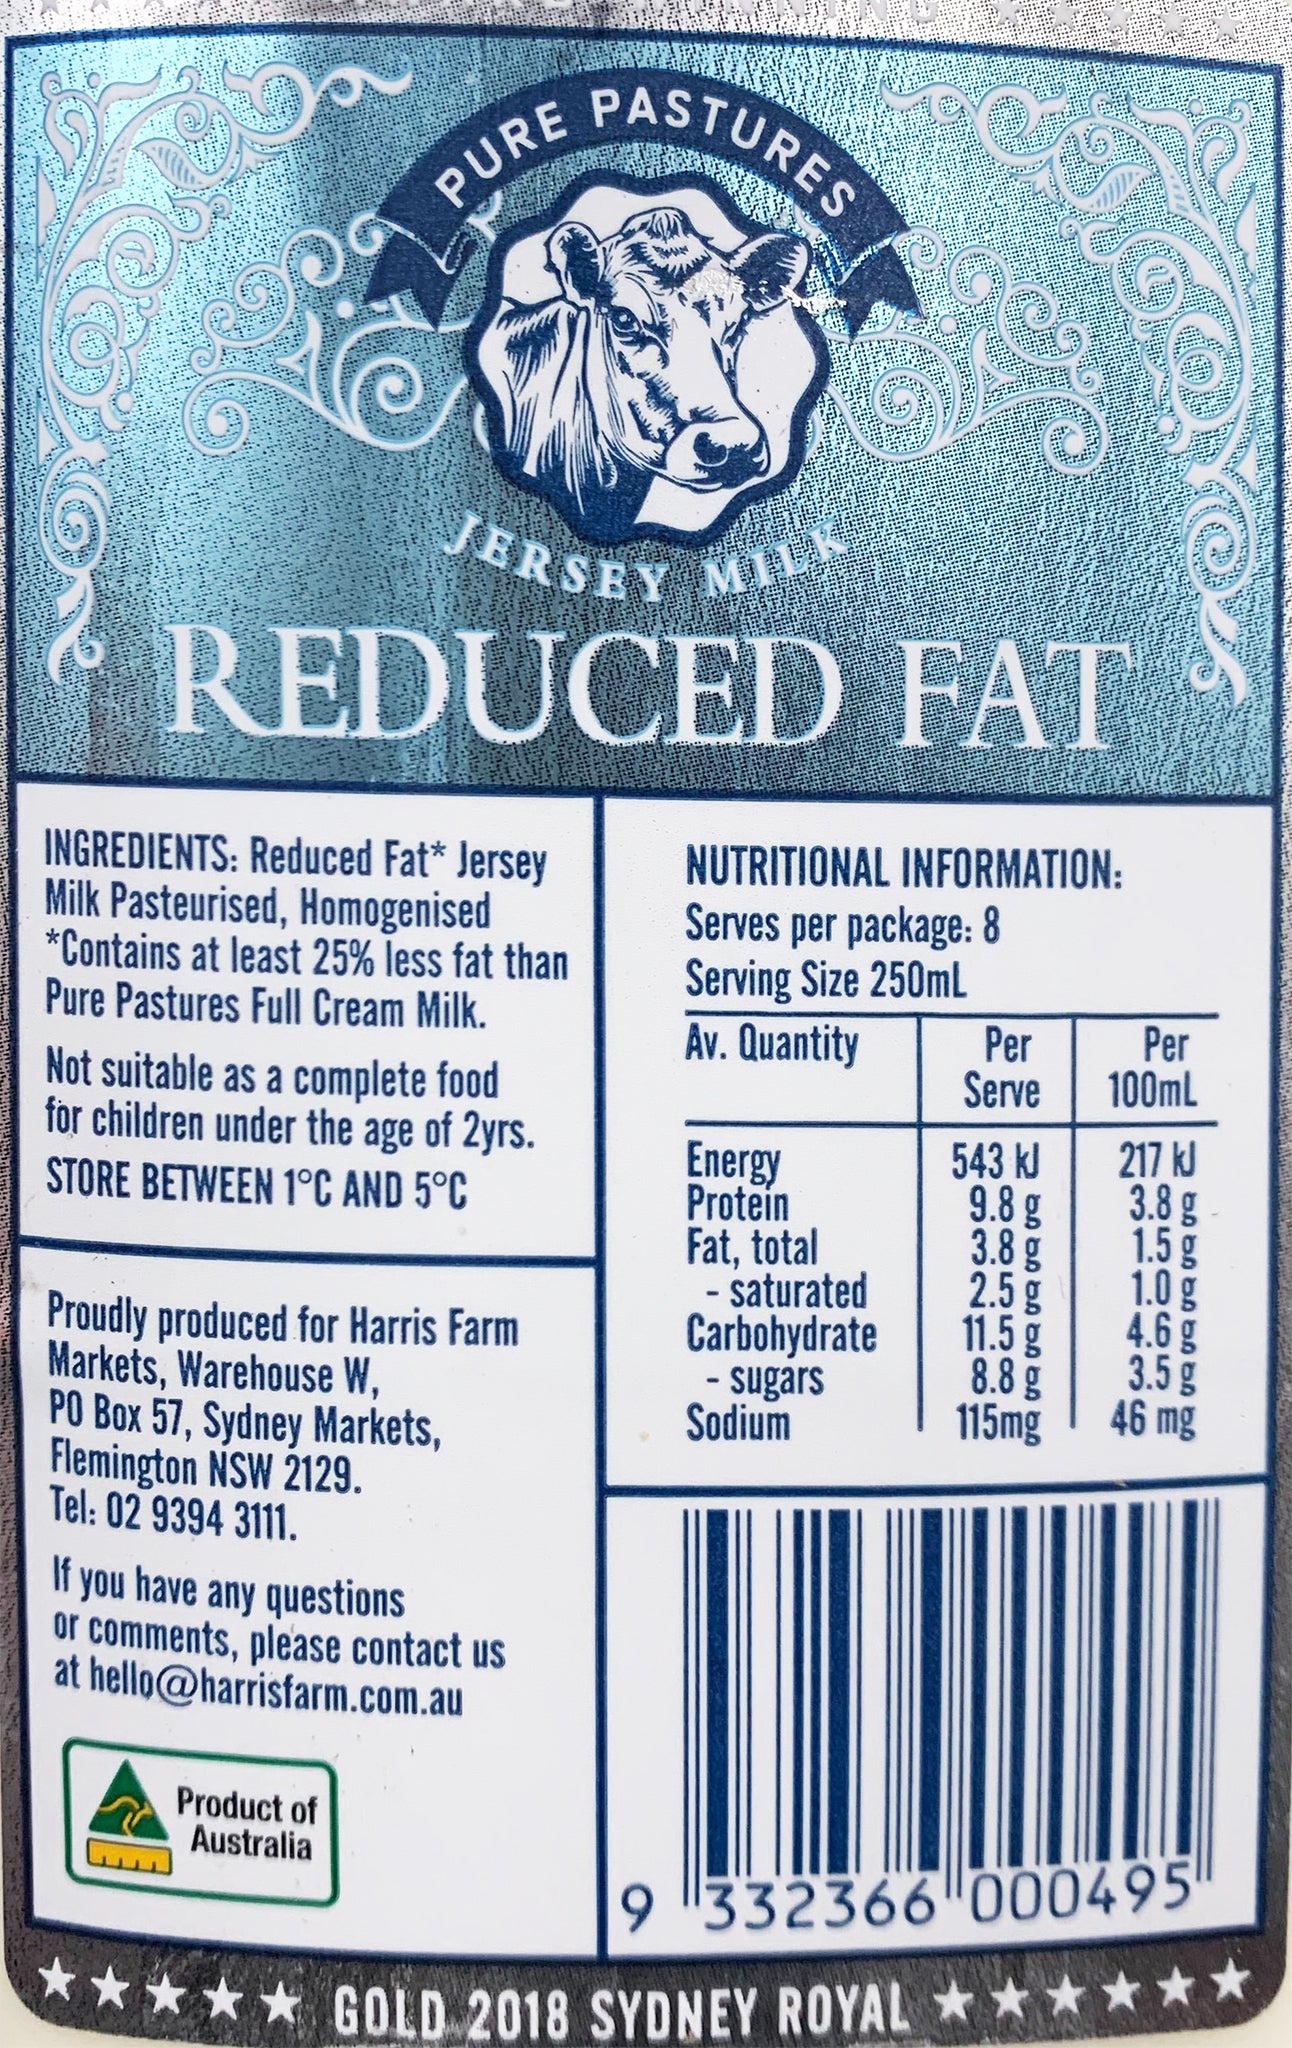 PURE PASTURES
JERSEY MILK
REDUCED FAT
INGREDIENTS: Reduced Fat* Jersey
Milk Pasteurised, Homogenised
*Contains at least 25% less fat than
Pure Pastures Full Cream Milk.
Not suitable as a complete food
for children under the age of 2yrs.
STORE BETWEEN 1°C AND 5°C
Proudly produced for Harris Farm
Markets, Warehouse W,
PO Box 57, Sydney Markets,
Flemington NSW 2129.
Tel: 02 9394 3111.
If you have any questions
or comments, please contact us
at hello@harrisfarm.com.au
Product of
Australia
NUTRITIONAL INFORMATION:
Serves per package: 8
Serving Size 250mL
Av. Quantity Per Serve Per 100mL
Energy 543 kJ 217 kJ
Protein 9.8 g 3.8 g
Fat, total 3.8 g 1.5 g
- saturated 2.5 g 1.0 g
Carbohydrate 11.5 g 4.6 g
- sugars 8.8 g 3.5 g
Sodium 115mg 46 mg
9 332366 000495
GOLD 2018 SYDNEY ROYAL